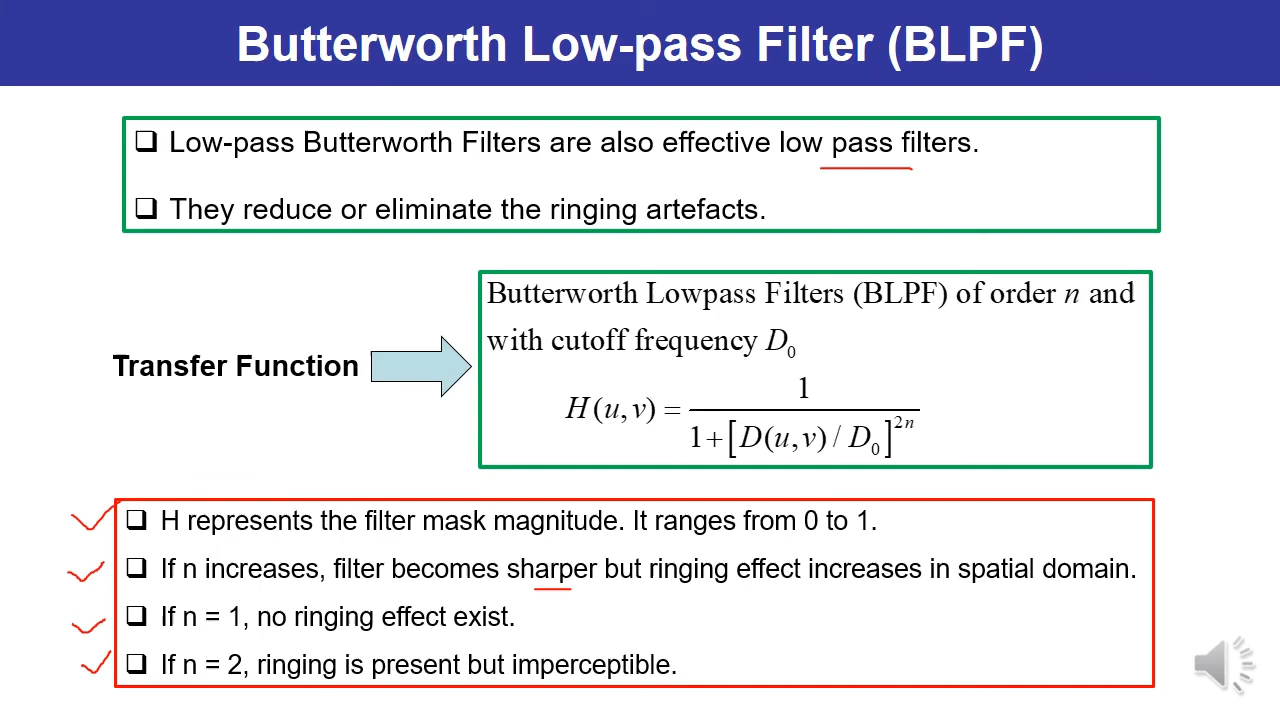 Butterworth Low-pass Filter (BLPF)
❑ Low-pass Butterworth Filters are also effective low pass filters.
❑ They reduce or eliminate the ringing artefacts.
Transfer Function
Butterworth Lowpass Filters (BLPF) of order n and
with cutoff frequency D₀
H(u,v) = 1 / (1+[D(u,v) / D₀]²ⁿ)
❑ H represents the filter mask magnitude. It ranges from 0 to 1.
❑ If n increases, filter becomes sharper but ringing effect increases in spatial domain.
❑ If n = 1, no ringing effect exist.
❑ If n = 2, ringing is present but imperceptible.